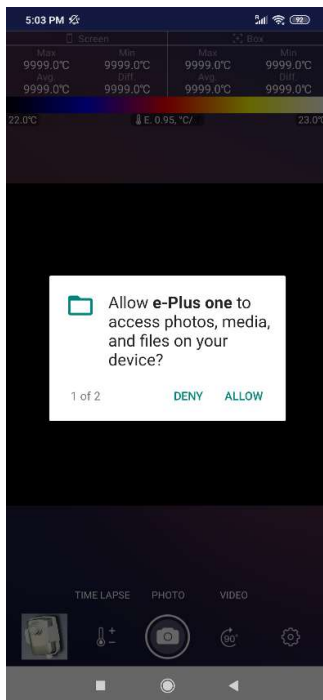 5:03 PM
92
Screen
Box
Max
Min
Max
Min
9999.0℃
9999.0℃
9999.0℃
9999.0℃
Avg
Diff
Avg
Diff
9999.0℃
9999.0℃
9999.0℃
9999.0℃
22.0℃
E. 0.95, ℃/
23.0℃
Allow e-Plus one to
access photos, media,
and files on your
device?
1 of 2
DENY
ALLOW
TIME LAPSE
PHOTO
VIDEO
90°